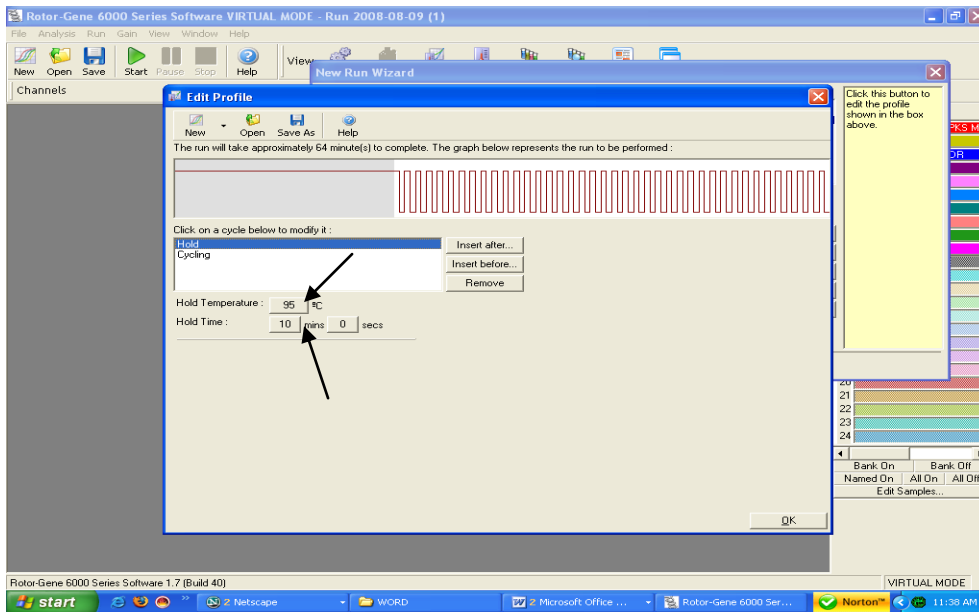 Rotor-Gene 6000 Series Software VIRTUAL MODE - Run 2008-08-09 (1)
File Analysis Run Gain View Window Help
New Open Save Start Pause Stop Help View
New Run Wizard
Channels
Edit Profile
Click this button to
edit the profile
shown in the box
above.
New Open Save As Help
The run will take approximately 64 minute(s) to complete. The graph below represents the run to be performed :
Click on a cycle below to modify it :
Hold
Cycling
Insert after...
Insert before...
Remove
Hold Temperature : 95 ºC
Hold Time : 10 mins 0 secs
OK
21
22
23
24
Bank On Bank Off
Named On All On All Off
Edit Samples...
Rotor-Gene 6000 Series Software 1.7 (Build 40)
VIRTUAL MODE
start
2 Netscape
WORD
2 Microsoft Office ...
Rotor-Gene 6000 Ser...
Norton™
11:38 AM